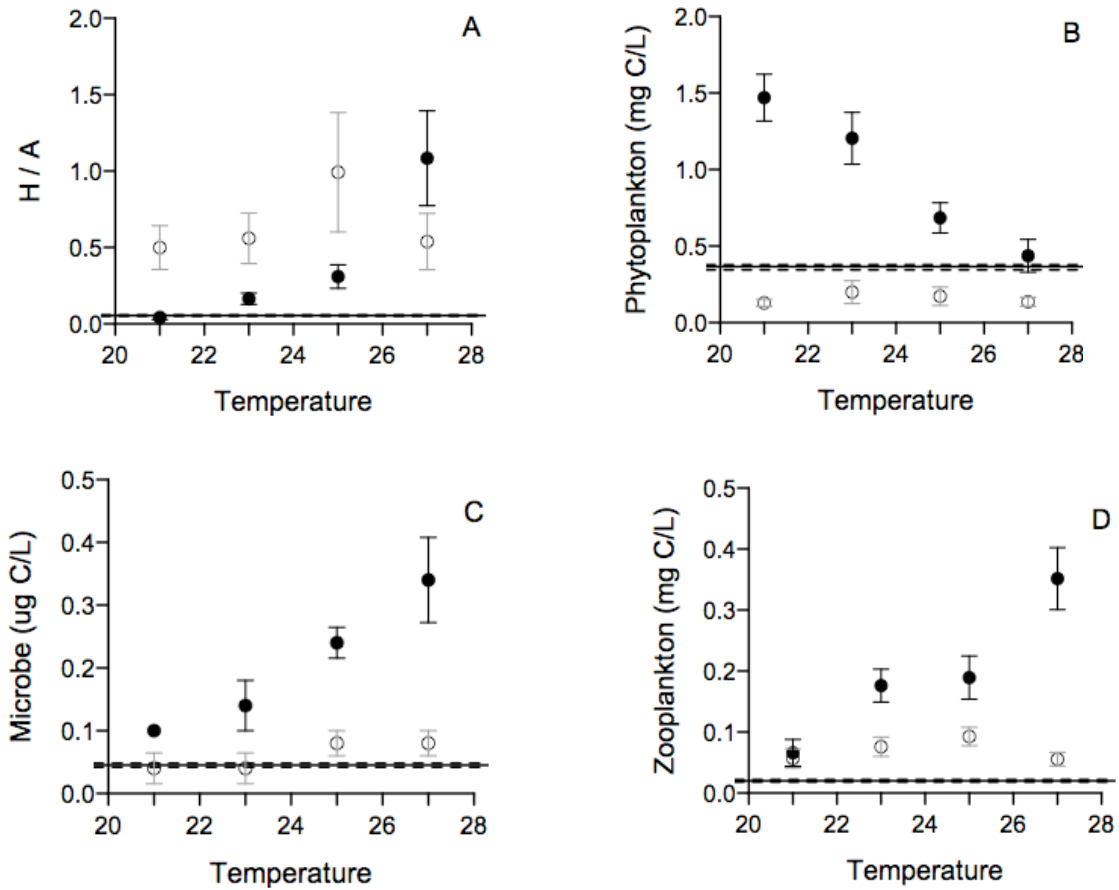 A
H / A
2.0
1.5
1.0
0.5
0.0
20 22 24 26 28
Temperature
B
Phytoplankton (mg C/L)
2.0
1.5
1.0
0.5
0.0
20 22 24 26 28
Temperature
C
Microbe (ug C/L)
0.5
0.4
0.3
0.2
0.1
0.0
20 22 24 26 28
Temperature
D
Zooplankton (mg C/L)
0.5
0.4
0.3
0.2
0.1
0.0
20 22 24 26 28
Temperature